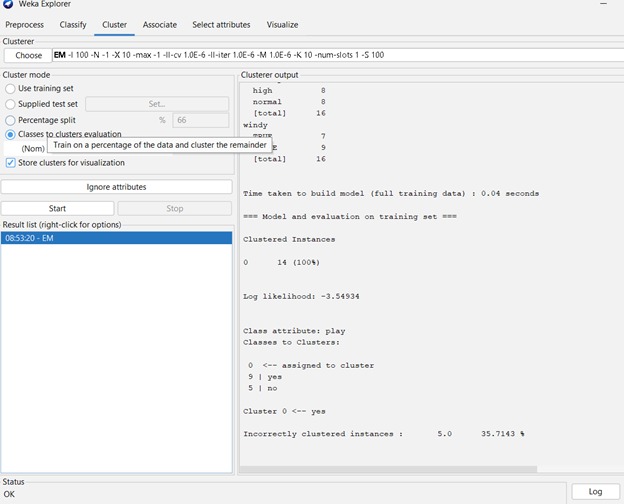 Weka Explorer
Preprocess Classify Cluster Associate Select attributes Visualize
Clusterer
Choose EM -I 100 -N -1 -X 10 -max -1 -ll-cv 1.0E-6 -ll-iter 1.0E-6 -M 1.0E-6 -K 10 -num-slots 1 -S 100
Cluster mode
Use training set
Supplied test set Set...
Percentage split % 66
Classes to clusters evaluation
(Nom)
Train on a percentage of the data and cluster the remainder
Store clusters for visualization
Ignore attributes
Start Stop
Result list (right-click for options)
08:53:20 - EM
Clusterer output
high 8
normal 8
[total] 16
windy
TRUE 7
E 9
[total] 16
Time taken to build model (full training data) : 0.04 seconds
=== Model and evaluation on training set ===
Clustered Instances
0 14 (100%)
Log likelihood: -3.54934
Class attribute: play
Classes to Clusters:
0 <-- assigned to cluster
9 | yes
5 | no
Cluster 0 <-- yes
Incorrectly clustered instances : 5.0 35.7143 %
Status
OK
Log